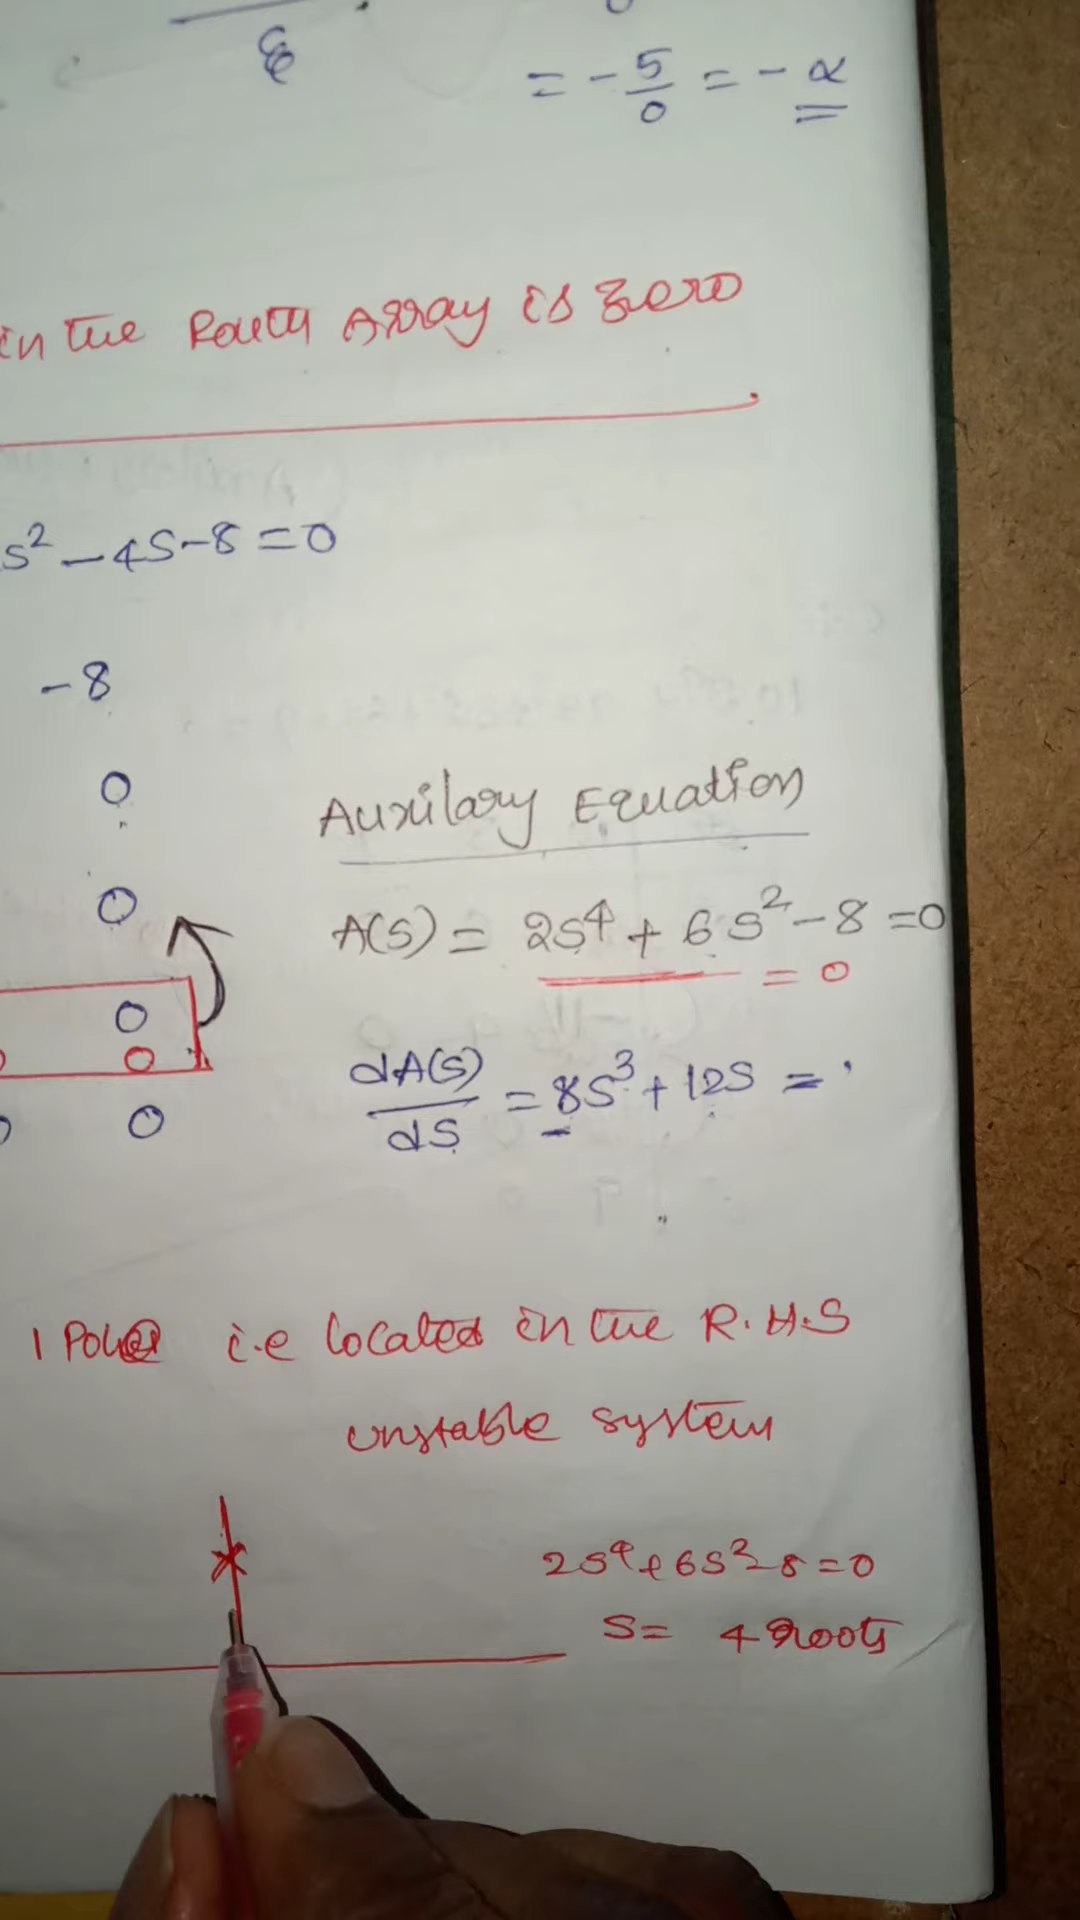 = - 5/0 = - α
in the Routh Array is zero
s² - 4S - 8 = 0
- 8
0
0
Auxilary Equation
A(S) = 2s⁴ + 6s² - 8 = 0
= 0
0
0
0
dA(S)/dS = 8S³ + 12S =
1 Pole i.e located in the R.H.S
unstable system
2s⁴ + 6s² - 8 = 0
S = 4 roots